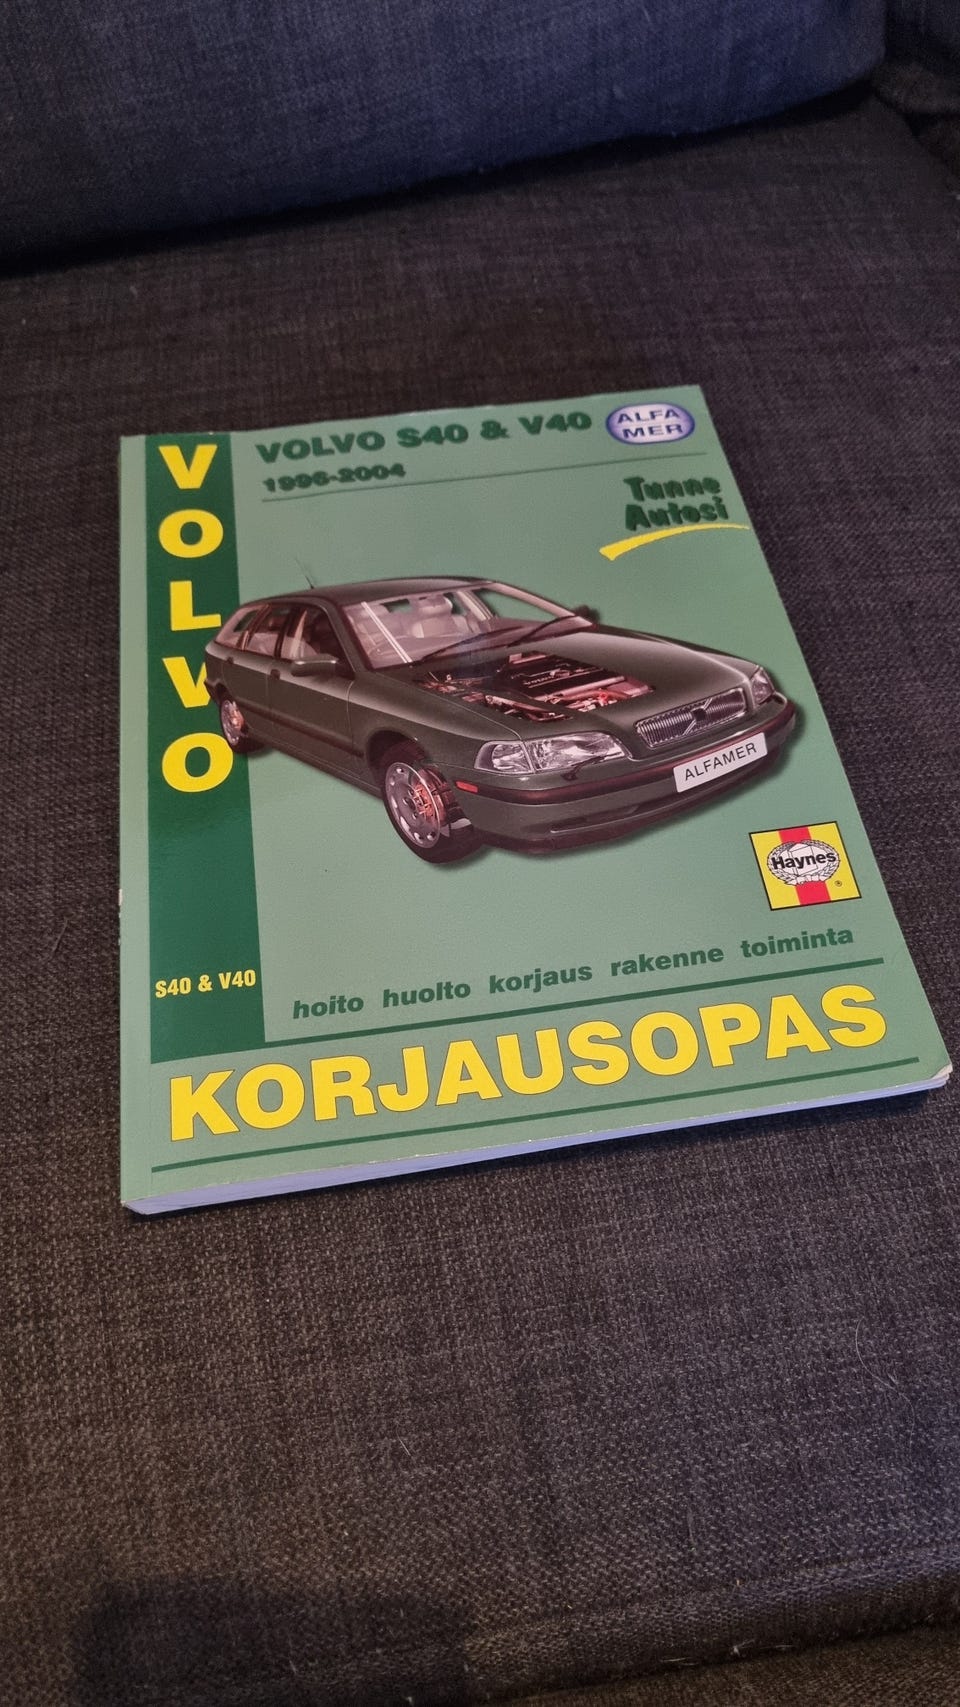 VOLVO
VOLVO S40 & V40
1996-2004
ALFA
MER
Tunne
Autosi
ALFAMER
Haynes
®
S40 & V40
hoito huolto korjaus rakenne toiminta
KORJAUSOPAS